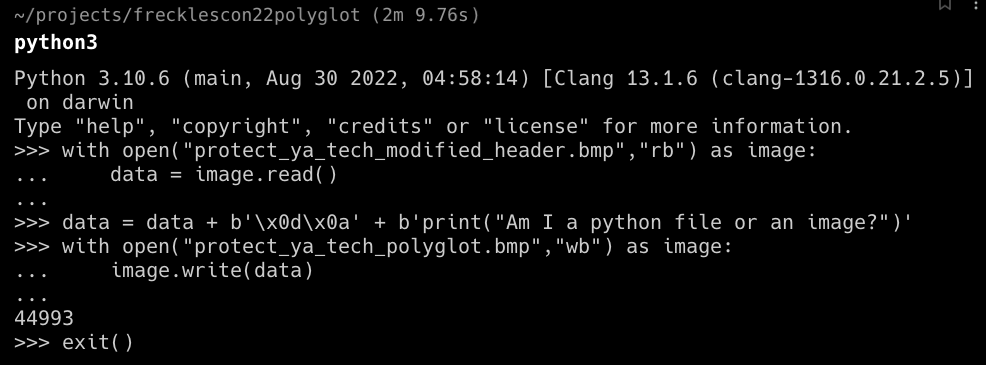 ~/projects/frecklescon22polyglot (2m 9.76s)
python3
Python 3.10.6 (main, Aug 30 2022, 04:58:14) [Clang 13.1.6 (clang-1316.0.21.2.5)]
 on darwin
Type "help", "copyright", "credits" or "license" for more information.
>>> with open("protect_ya_tech_modified_header.bmp","rb") as image:
...     data = image.read()
...
>>> data = data + b'\x0d\x0a' + b'print("Am I a python file or an image?")'
>>> with open("protect_ya_tech_polyglot.bmp","wb") as image:
...     image.write(data)
...
44993
>>> exit()